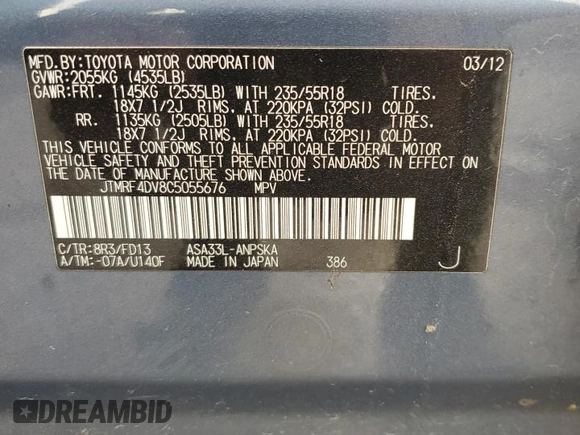 MFD.BY:TOYOTA MOTOR CORPORATION 03/12
GVWR:2055KG (4535LB)
GAWR:FRT. 1145KG (2535LB) WITH 235/55R18 TIRES.
18X7 1/2J RIMS. AT 220KPA (32PSI) COLD.
RR. 1135KG (2505LB) WITH 235/55R18 TIRES.
18X7 1/2J RIMS. AT 220KPA (32PSI) COLD.
THIS VEHICLE CONFORMS TO ALL APPLICABLE FEDERAL MOTOR
VEHICLE SAFETY AND THEFT PREVENTION STANDARDS IN EFFECT ON
THE DATE OF MANUFACTURE SHOWN ABOVE.
JTMRF4DV8C5055676 MPV
C/TR:8R3/FD13 ASA33L-ANPSKA
A/TM:-07A/U140F MADE IN JAPAN 386 J
DREAMBID